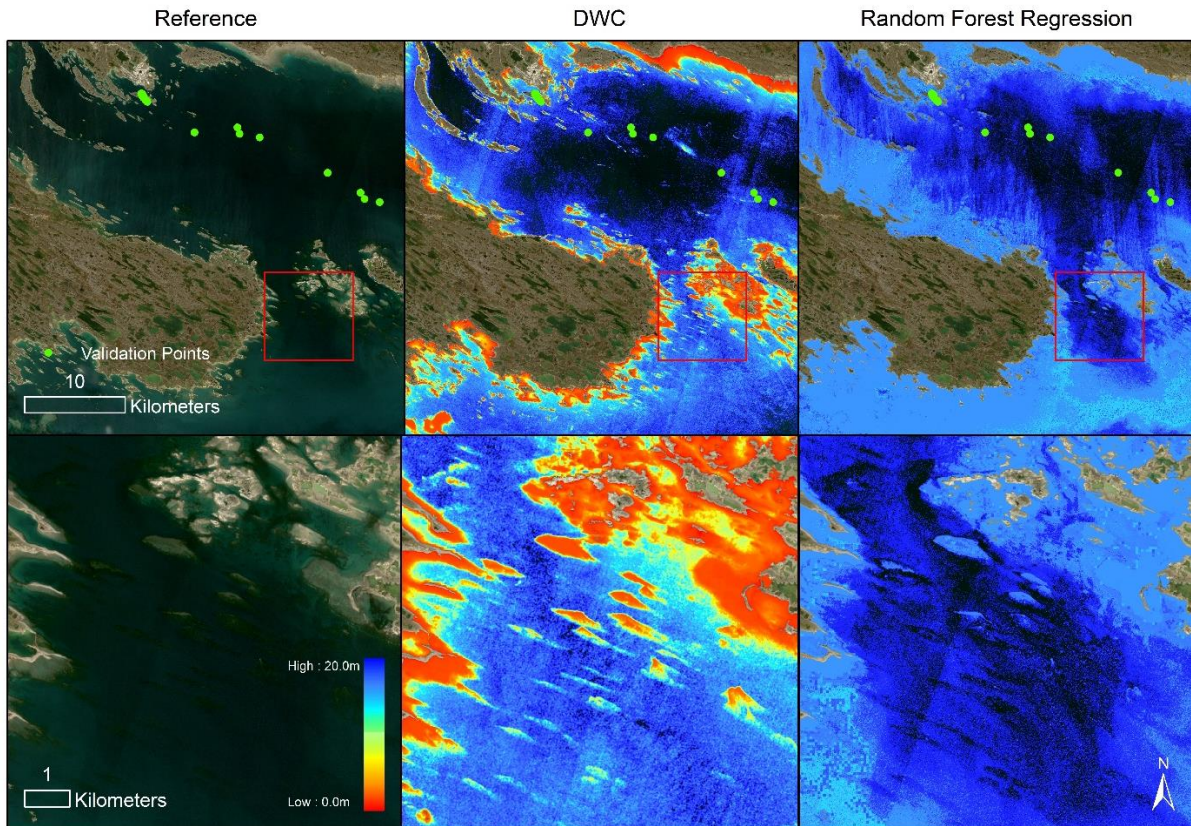 Reference
DWC
Random Forest Regression
Validation Points
10
Kilometers
High : 20.0m
Low : 0.0m
1
Kilometers
N